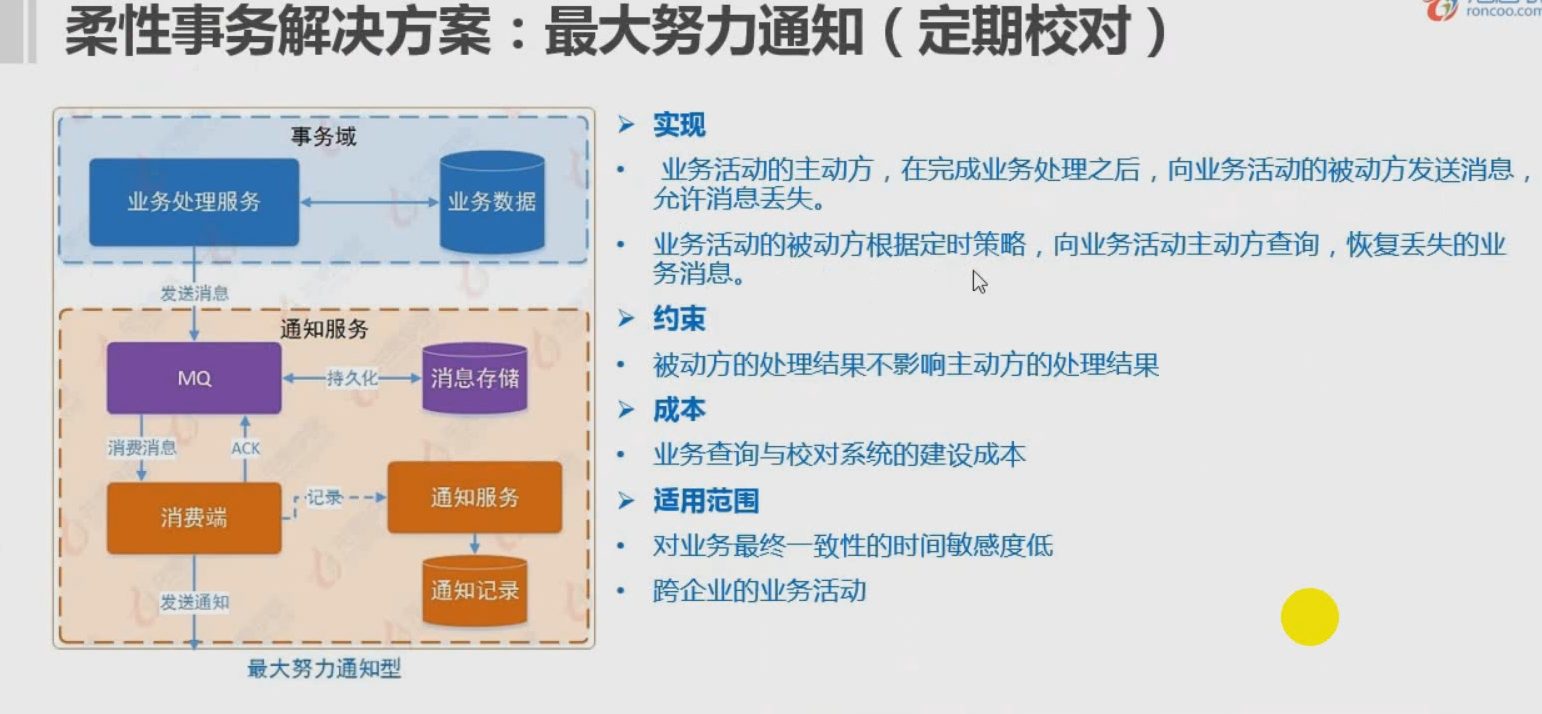 柔性事务解决方案：最大努力通知（定期校对）
roncoo.com
事务域
业务处理服务
业务数据
发送消息
通知服务
MQ
持久化
消息存储
消费消息
ACK
消费端
记录
通知服务
通知记录
发送通知
最大努力通知型
➢ 实现
• 业务活动的主动方，在完成业务处理之后，向业务活动的被动方发送消息，
允许消息丢失。
• 业务活动的被动方根据定时策略，向业务活动主动方查询，恢复丢失的业
务消息。
➢ 约束
• 被动方的处理结果不影响主动方的处理结果
➢ 成本
• 业务查询与校对系统的建设成本
➢ 适用范围
• 对业务最终一致性的时间敏感度低
• 跨企业的业务活动